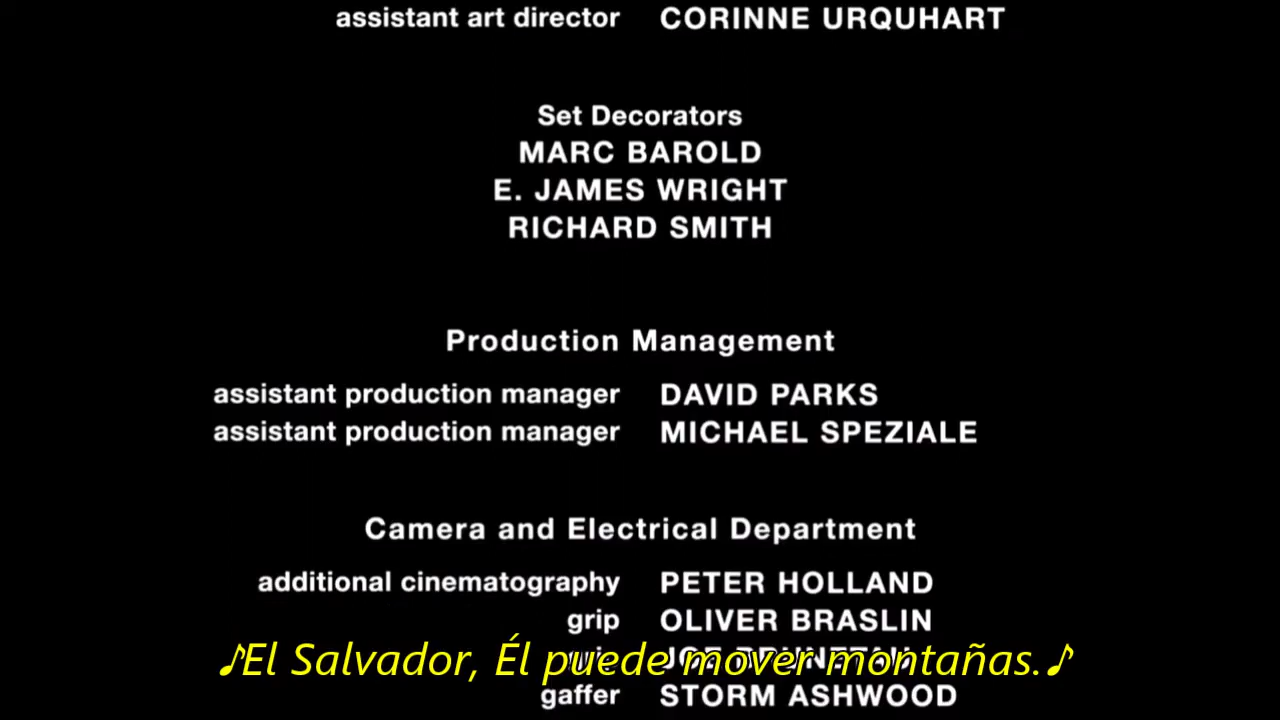 assistant art director CORINNE URQUHART
Set Decorators
MARC BAROLD
E. JAMES WRIGHT
RICHARD SMITH
Production Management
assistant production manager DAVID PARKS
assistant production manager MICHAEL SPEZIALE
Camera and Electrical Department
additional cinematography PETER HOLLAND
grip OLIVER BRASLIN
♪El Salvador, Él puede mover montañas.♪
gaffer STORM ASHWOOD